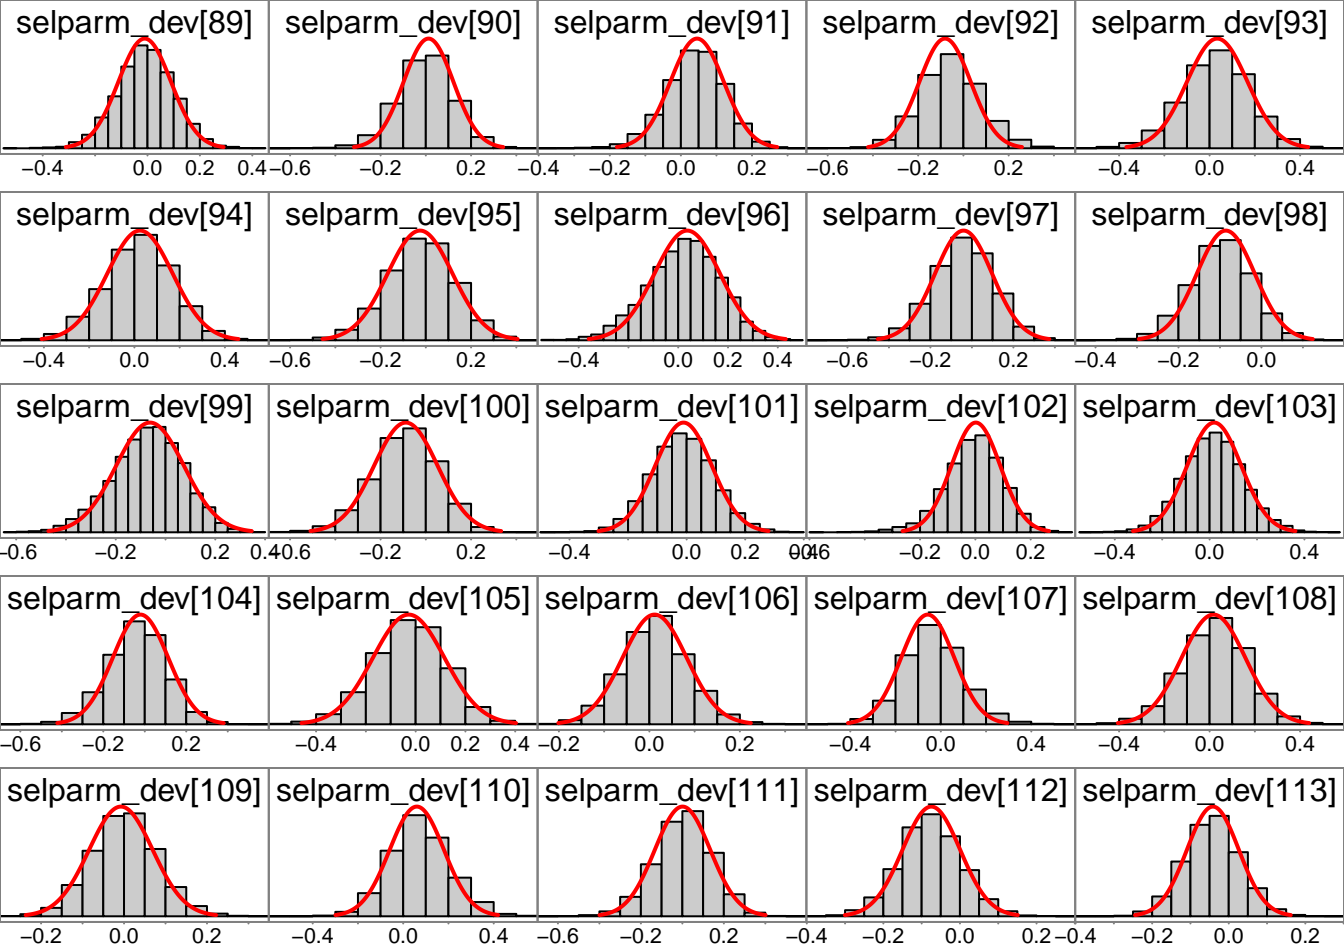 selparm_dev[89] selparm_dev[90] selparm_dev[91] selparm_dev[92] selparm_dev[93]
−0.4 0.0 0.2 0.4 −0.6 −0.2 0.2 −0.4 0.0 0.2 −0.6 −0.2 0.2 −0.4 0.0 0.4
selparm_dev[94] selparm_dev[95] selparm_dev[96] selparm_dev[97] selparm_dev[98]
−0.4 0.0 0.4 −0.6 −0.2 0.2 −0.4 0.0 0.2 0.4 −0.6 −0.2 0.2 −0.4 −0.2 0.0
selparm_dev[99] selparm_dev[100] selparm_dev[101] selparm_dev[102] selparm_dev[103]
−0.6 −0.2 0.2 −0.2 0.2 −0.4 0.0 0.2 −0.2 0.0 0.2 −0.4 0.0 0.4
selparm_dev[104] selparm_dev[105] selparm_dev[106] selparm_dev[107] selparm_dev[108]
−0.6 −0.2 0.2 −0.4 0.0 0.2 0.4 −0.2 0.0 0.2 −0.4 0.0 0.4 −0.4 0.0 0.4
selparm_dev[109] selparm_dev[110] selparm_dev[111] selparm_dev[112] selparm_dev[113]
−0.2 0.0 0.2 −0.4 0.0 0.2 0.4 −0.6 −0.2 0.2 −0.4 −0.2 0.0 0.2 −0.4 0.0 0.2